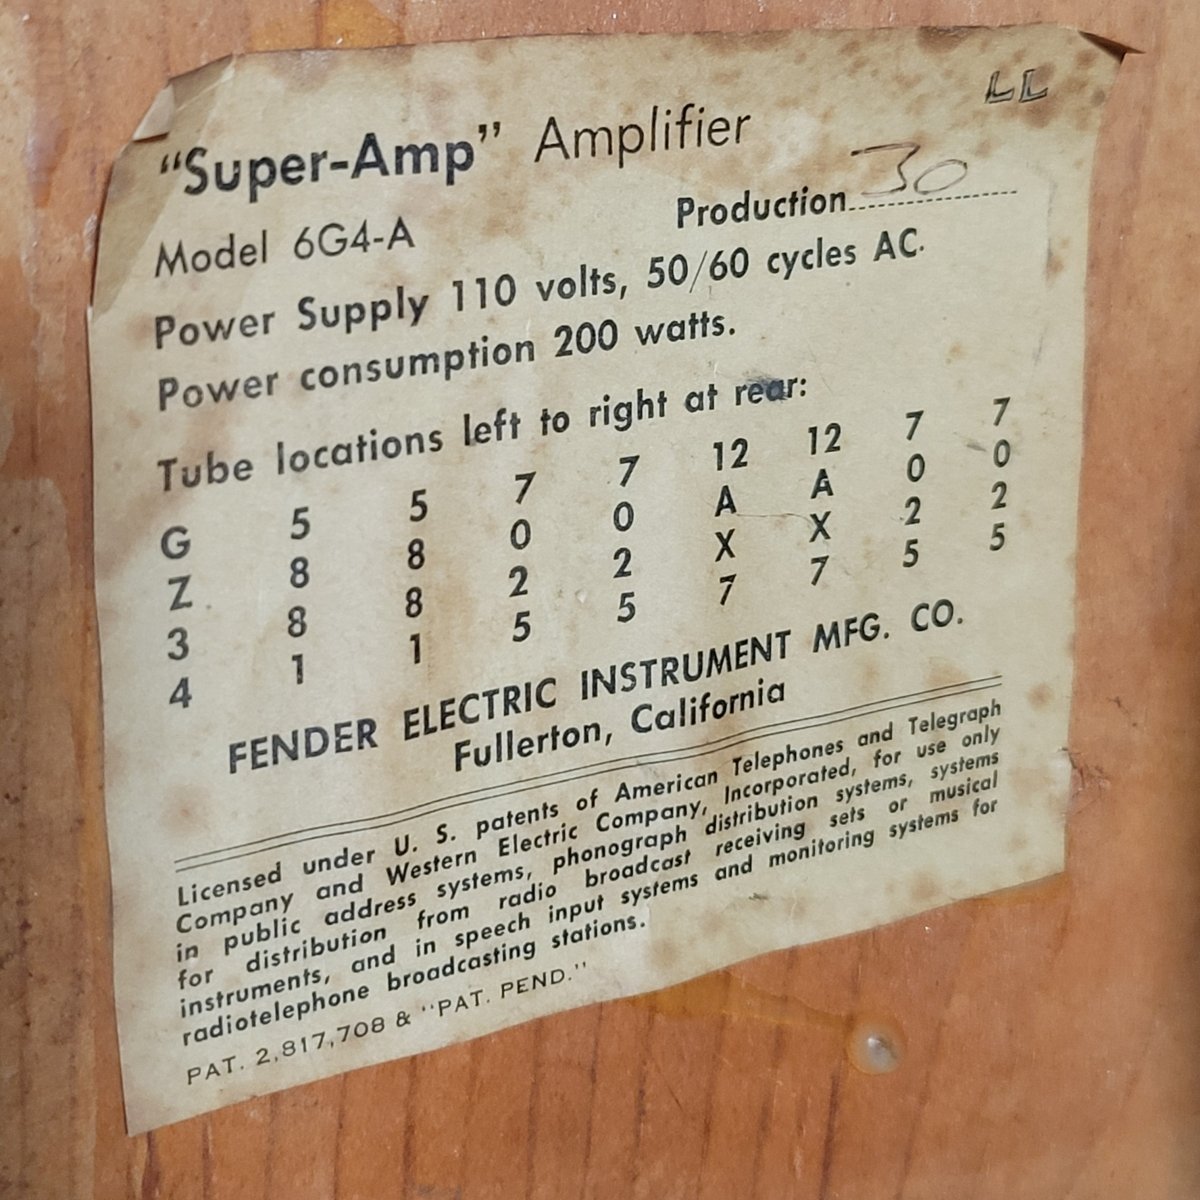 LL
"Super-Amp" Amplifier
Production 30
Model 6G4-A
Power Supply 110 volts, 50/60 cycles AC.
Power consumption 200 watts.
Tube locations left to right at rear:
G 5 5 7 7 12 12 7 7
Z 8 8 0 0 A A 0 0
3 8 8 2 2 X X 2 2
4 1 1 5 5 7 7 5 5
FENDER ELECTRIC INSTRUMENT MFG. CO.
Fullerton, California
Licensed under U. S. patents of American Telephones and Telegraph
Company and Western Electric Company, Incorporated, for use only
in public address systems, phonograph distribution systems, systems
for distribution from radio broadcast receiving sets or musical
instruments, and in speech input systems and monitoring systems for
radiotelephone broadcasting stations.
PAT. 2,817,708 & "PAT. PEND."